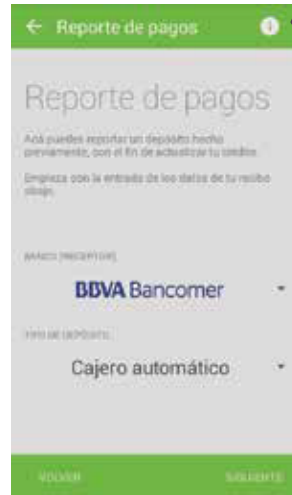 Reporte de pagos
Reporte de pagos
Acá puedes reportar un depósito hecho
previamente, con el fin de actualizar tu crédito.
Empieza con la entrada de los datos de tu recibo
abajo.
BANCO (RECEPTOR)
BBVA Bancomer
TIPO DE DEPÓSITO
Cajero automático
VOLVER
SIGUIENTE